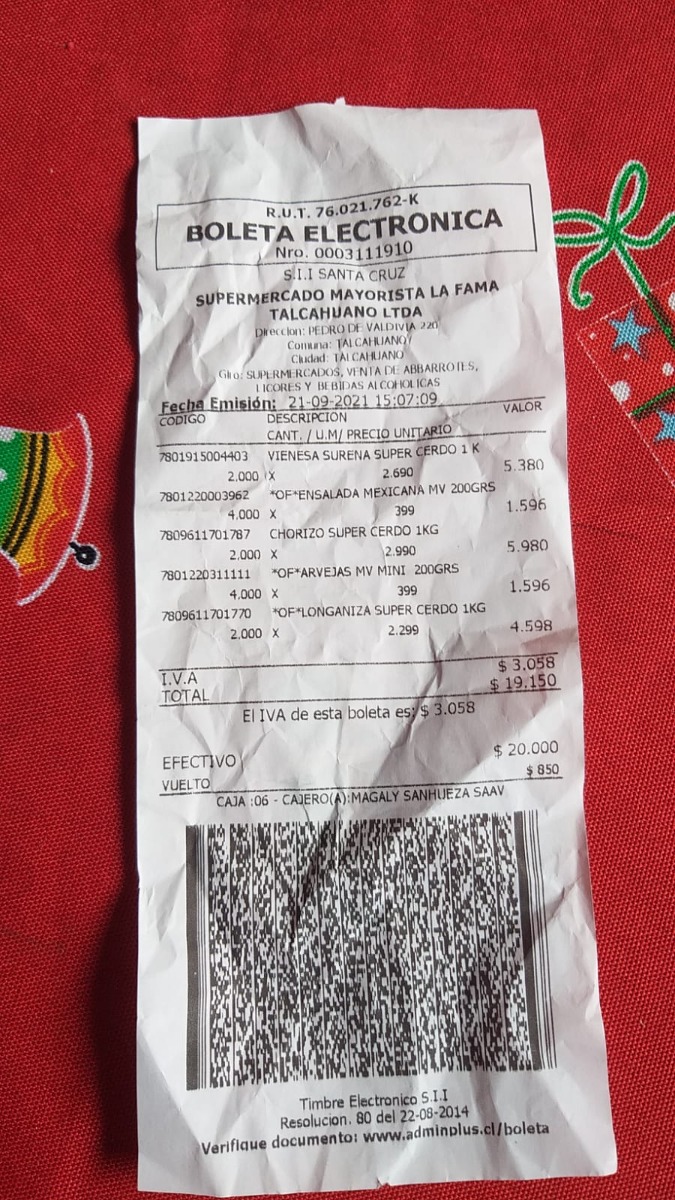 R.U.T. 76.021.762-K
BOLETA ELECTRONICA
Nro. 0003111910
S.I.I SANTA CRUZ
SUPERMERCADO MAYORISTA LA FAMA
TALCAHUANO LTDA
Direccion: PEDRO DE VALDIVIA 220
Comuna: TALCAHUANO
Ciudad: TALCAHUANO
Giro: SUPERMERCADOS, VENTA DE ABBARROTES,
LICORES Y BEBIDAS ALCOHOLICAS
Fecha Emisión: 21-09-2021 15:07:09
CODIGO DESCRIPCION VALOR
CANT. / U.M/ PRECIO UNITARIO
7801915004403 VIENESA SURENA SUPER CERDO 1 K
2.000 X 2.690 5.380
7801220003962 *OF*ENSALADA MEXICANA MV 200GRS
4.000 X 399 1.596
7809611701787 CHORIZO SUPER CERDO 1KG
2.000 X 2.990 5.980
7801220311111 *OF*ARVEJAS MV MINI 200GRS
4.000 X 399 1.596
7809611701770 *OF*LONGANIZA SUPER CERDO 1KG
2.000 X 2.299 4.598
I.V.A $ 3.058
TOTAL $ 19.150
El IVA de esta boleta es: $ 3.058
EFECTIVO $ 20.000
VUELTO $ 850
CAJA :06 - CAJERO(A):MAGALY SANHUEZA SAAV
Timbre Electronico S.I.I
Resolucion. 80 del 22-08-2014
Verifique documento: www.adminplus.cl/boleta